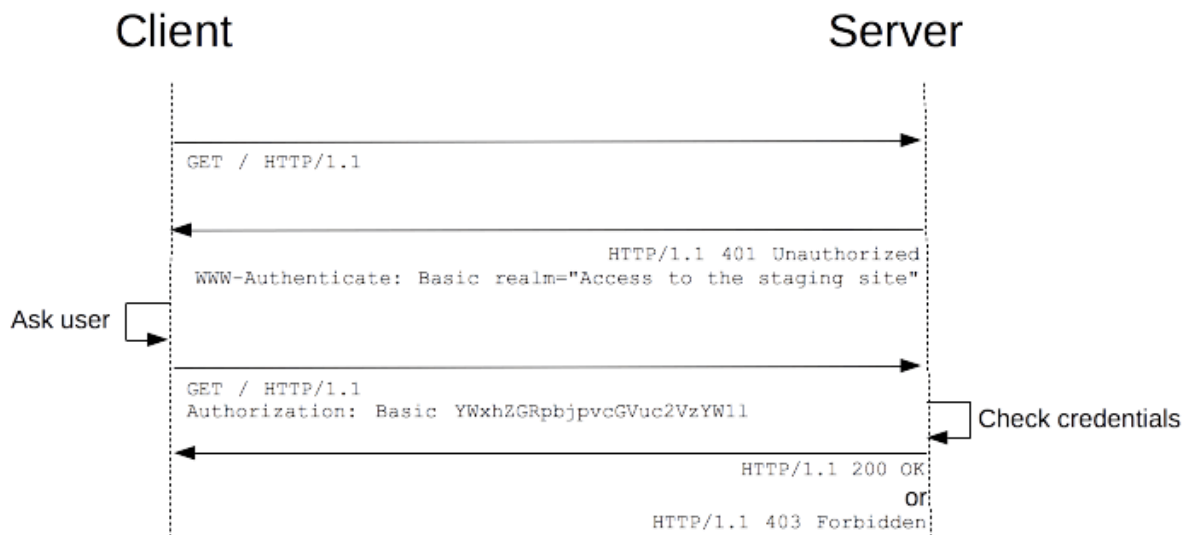 Client
Server
GET / HTTP/1.1
HTTP/1.1 401 Unauthorized
WWW-Authenticate: Basic realm="Access to the staging site"
Ask user
GET / HTTP/1.1
Authorization: Basic YWxhZGRpbjpvcGVuc2VzYW1l
Check credentials
HTTP/1.1 200 OK
or
HTTP/1.1 403 Forbidden